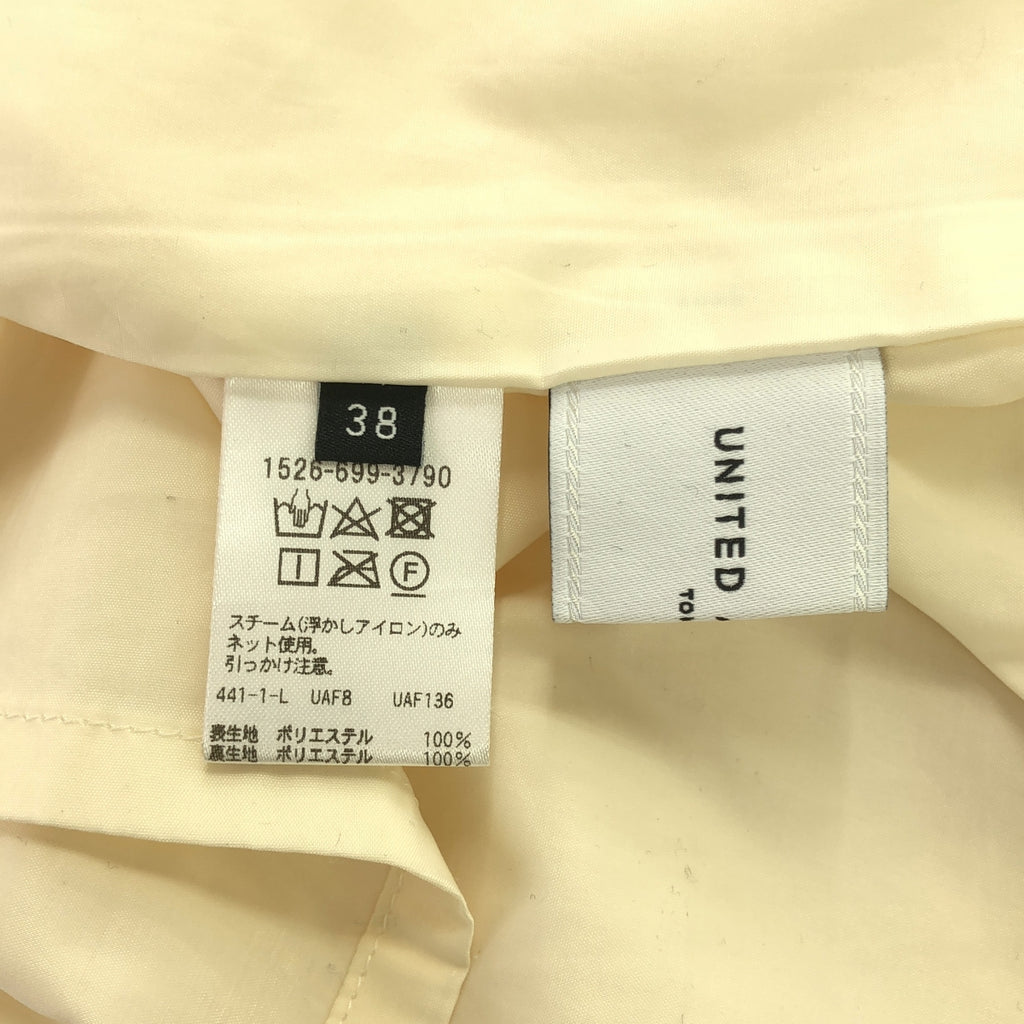 38
1526-699-3790
F
スチーム(浮かしアイロン)のみ
ネット使用。
引っかけ注意。
441-1-L UAF8 UAF136
表生地 ポリエステル 100%
裏生地 ポリエステル 100%
UNITED